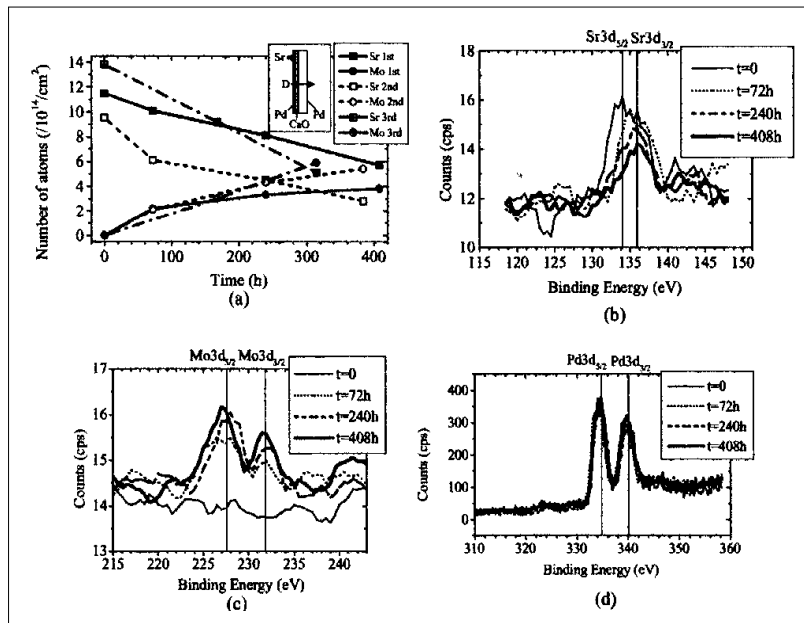 14
12
10
8
6
4
2
0
Number of atoms (/10¹⁴/cm²)
0 100 200 300 400
Time (h)
(a)
Sr
D
Pd
CaO
Pd
Sr 1st
Mo 1st
Sr 2nd
Mo 2nd
Sr 3rd
Mo 3rd
Sr3d5/2 Sr3d3/2
18
16
14
12
10
Counts (cps)
115 120 125 130 135 140 145 150
Binding Energy (eV)
(b)
t=0
t=72h
t=240h
t=408h
Mo3d5/2 Mo3d3/2
17
16
15
14
13
Counts (cps)
215 220 225 230 235 240
Binding Energy (eV)
(c)
t=0
t=72h
t=240h
t=408h
Pd3d5/2 Pd3d3/2
400
300
200
100
0
Counts (cps)
310 320 330 340 350 360
Binding Energy (eV)
(d)
t=0
t=72h
t=240h
t=408h